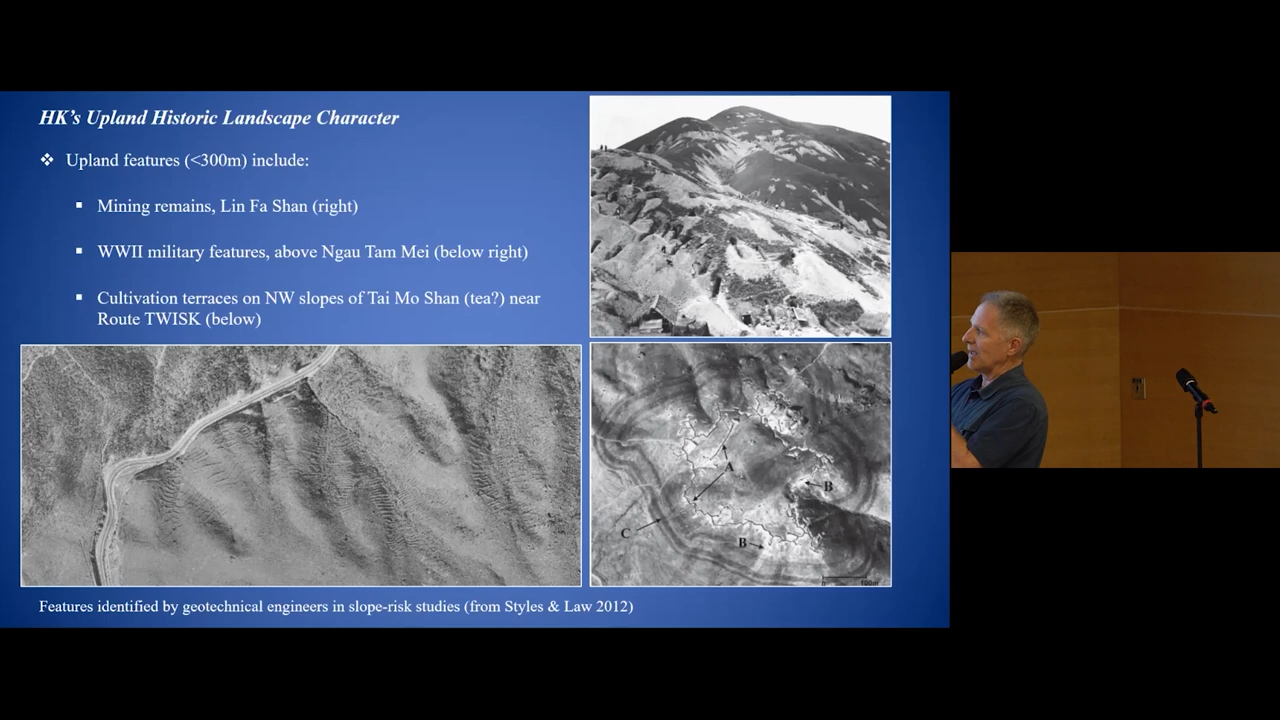 HK's Upland Historic Landscape Character
❖ Upland features (<300m) include:
▪ Mining remains, Lin Fa Shan (right)
▪ WWII military features, above Ngau Tam Mei (below right)
▪ Cultivation terraces on NW slopes of Tai Mo Shan (tea?) near
Route TWISK (below)
A
B
C
B
0 100m
Features identified by geotechnical engineers in slope-risk studies (from Styles & Law 2012)